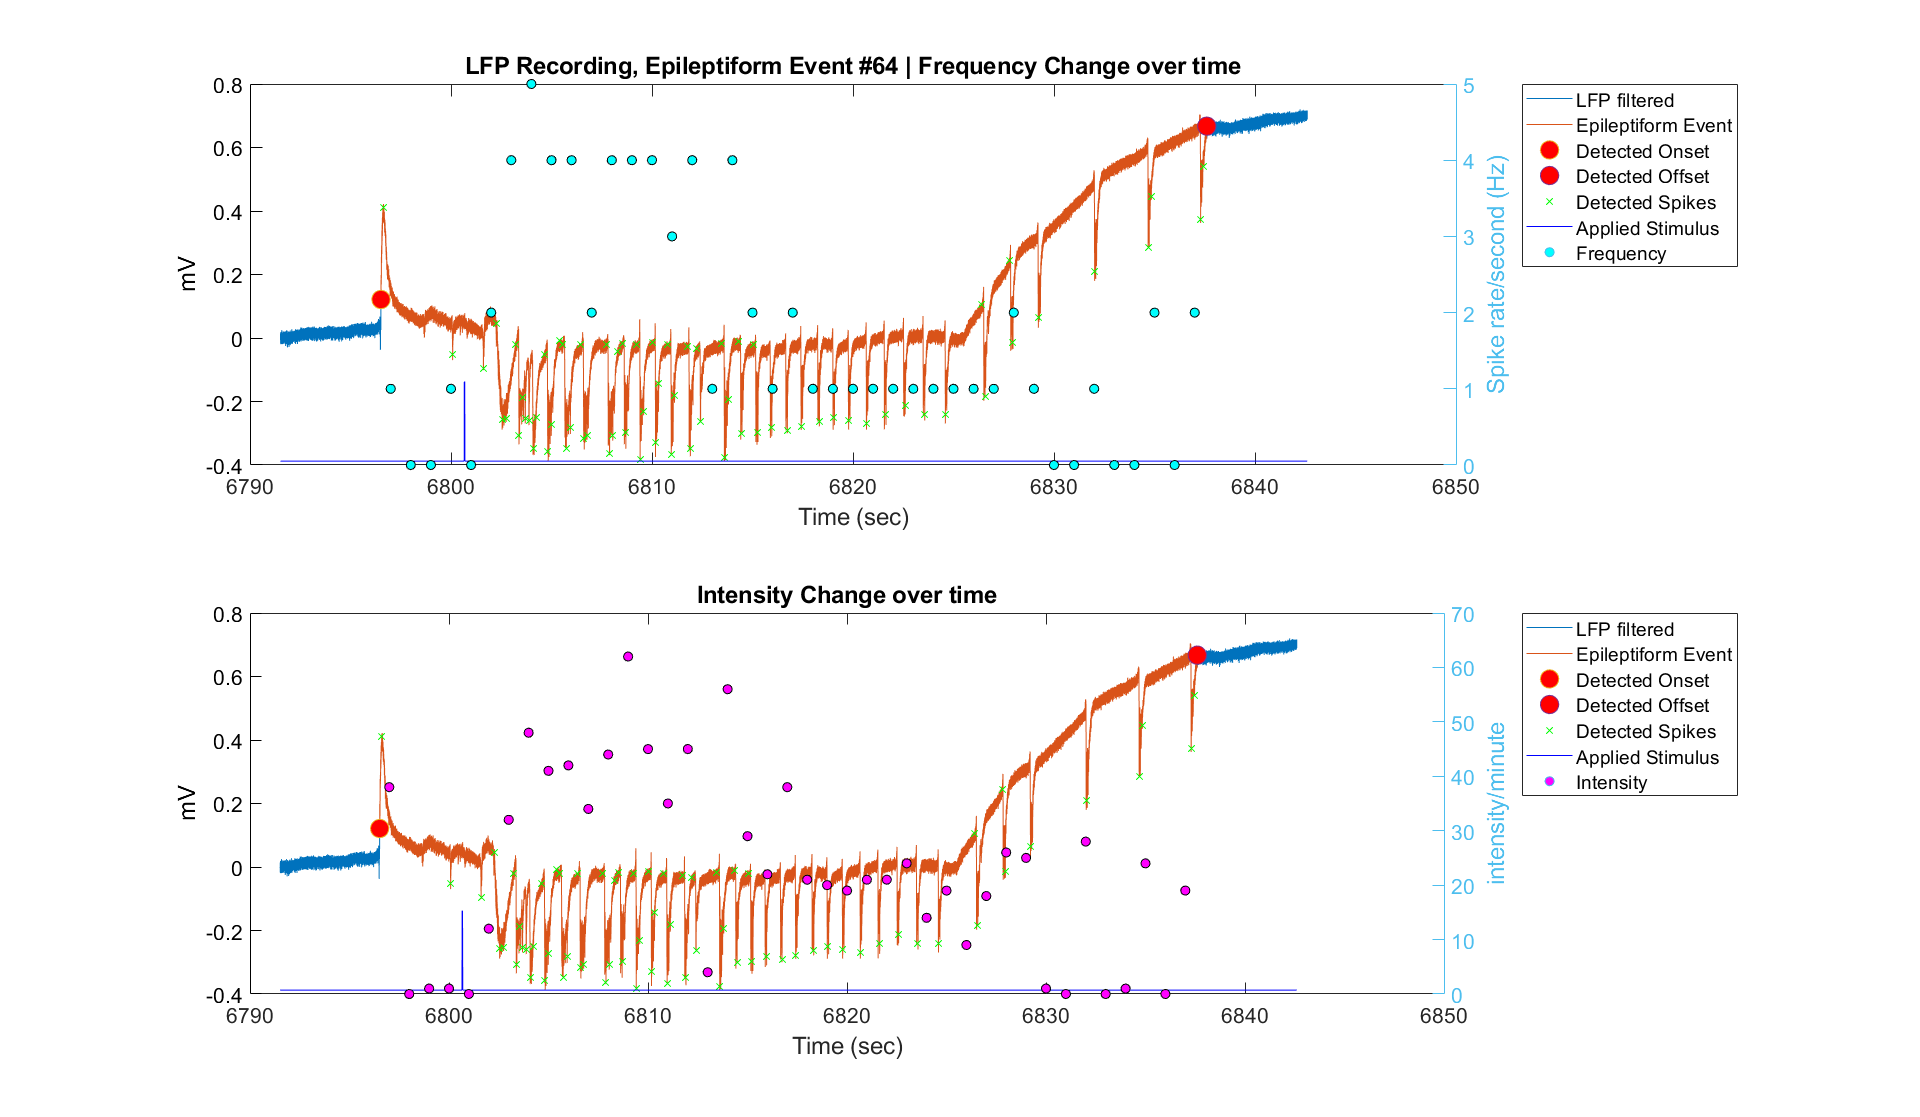 LFP Recording, Epileptiform Event #64 | Frequency Change over time
0.8
0.6
0.4
0.2
0
-0.2
-0.4
mV
6790
6800
6810
6820
6830
6840
6850
Time (sec)
5
4
3
2
1
0
Spike rate/second (Hz)
LFP filtered
Epileptiform Event
Detected Onset
Detected Offset
Detected Spikes
Applied Stimulus
Frequency
Intensity Change over time
0.8
0.6
0.4
0.2
0
-0.2
-0.4
mV
6790
6800
6810
6820
6830
6840
6850
Time (sec)
70
60
50
40
30
20
10
0
intensity/minute
LFP filtered
Epileptiform Event
Detected Onset
Detected Offset
Detected Spikes
Applied Stimulus
Intensity